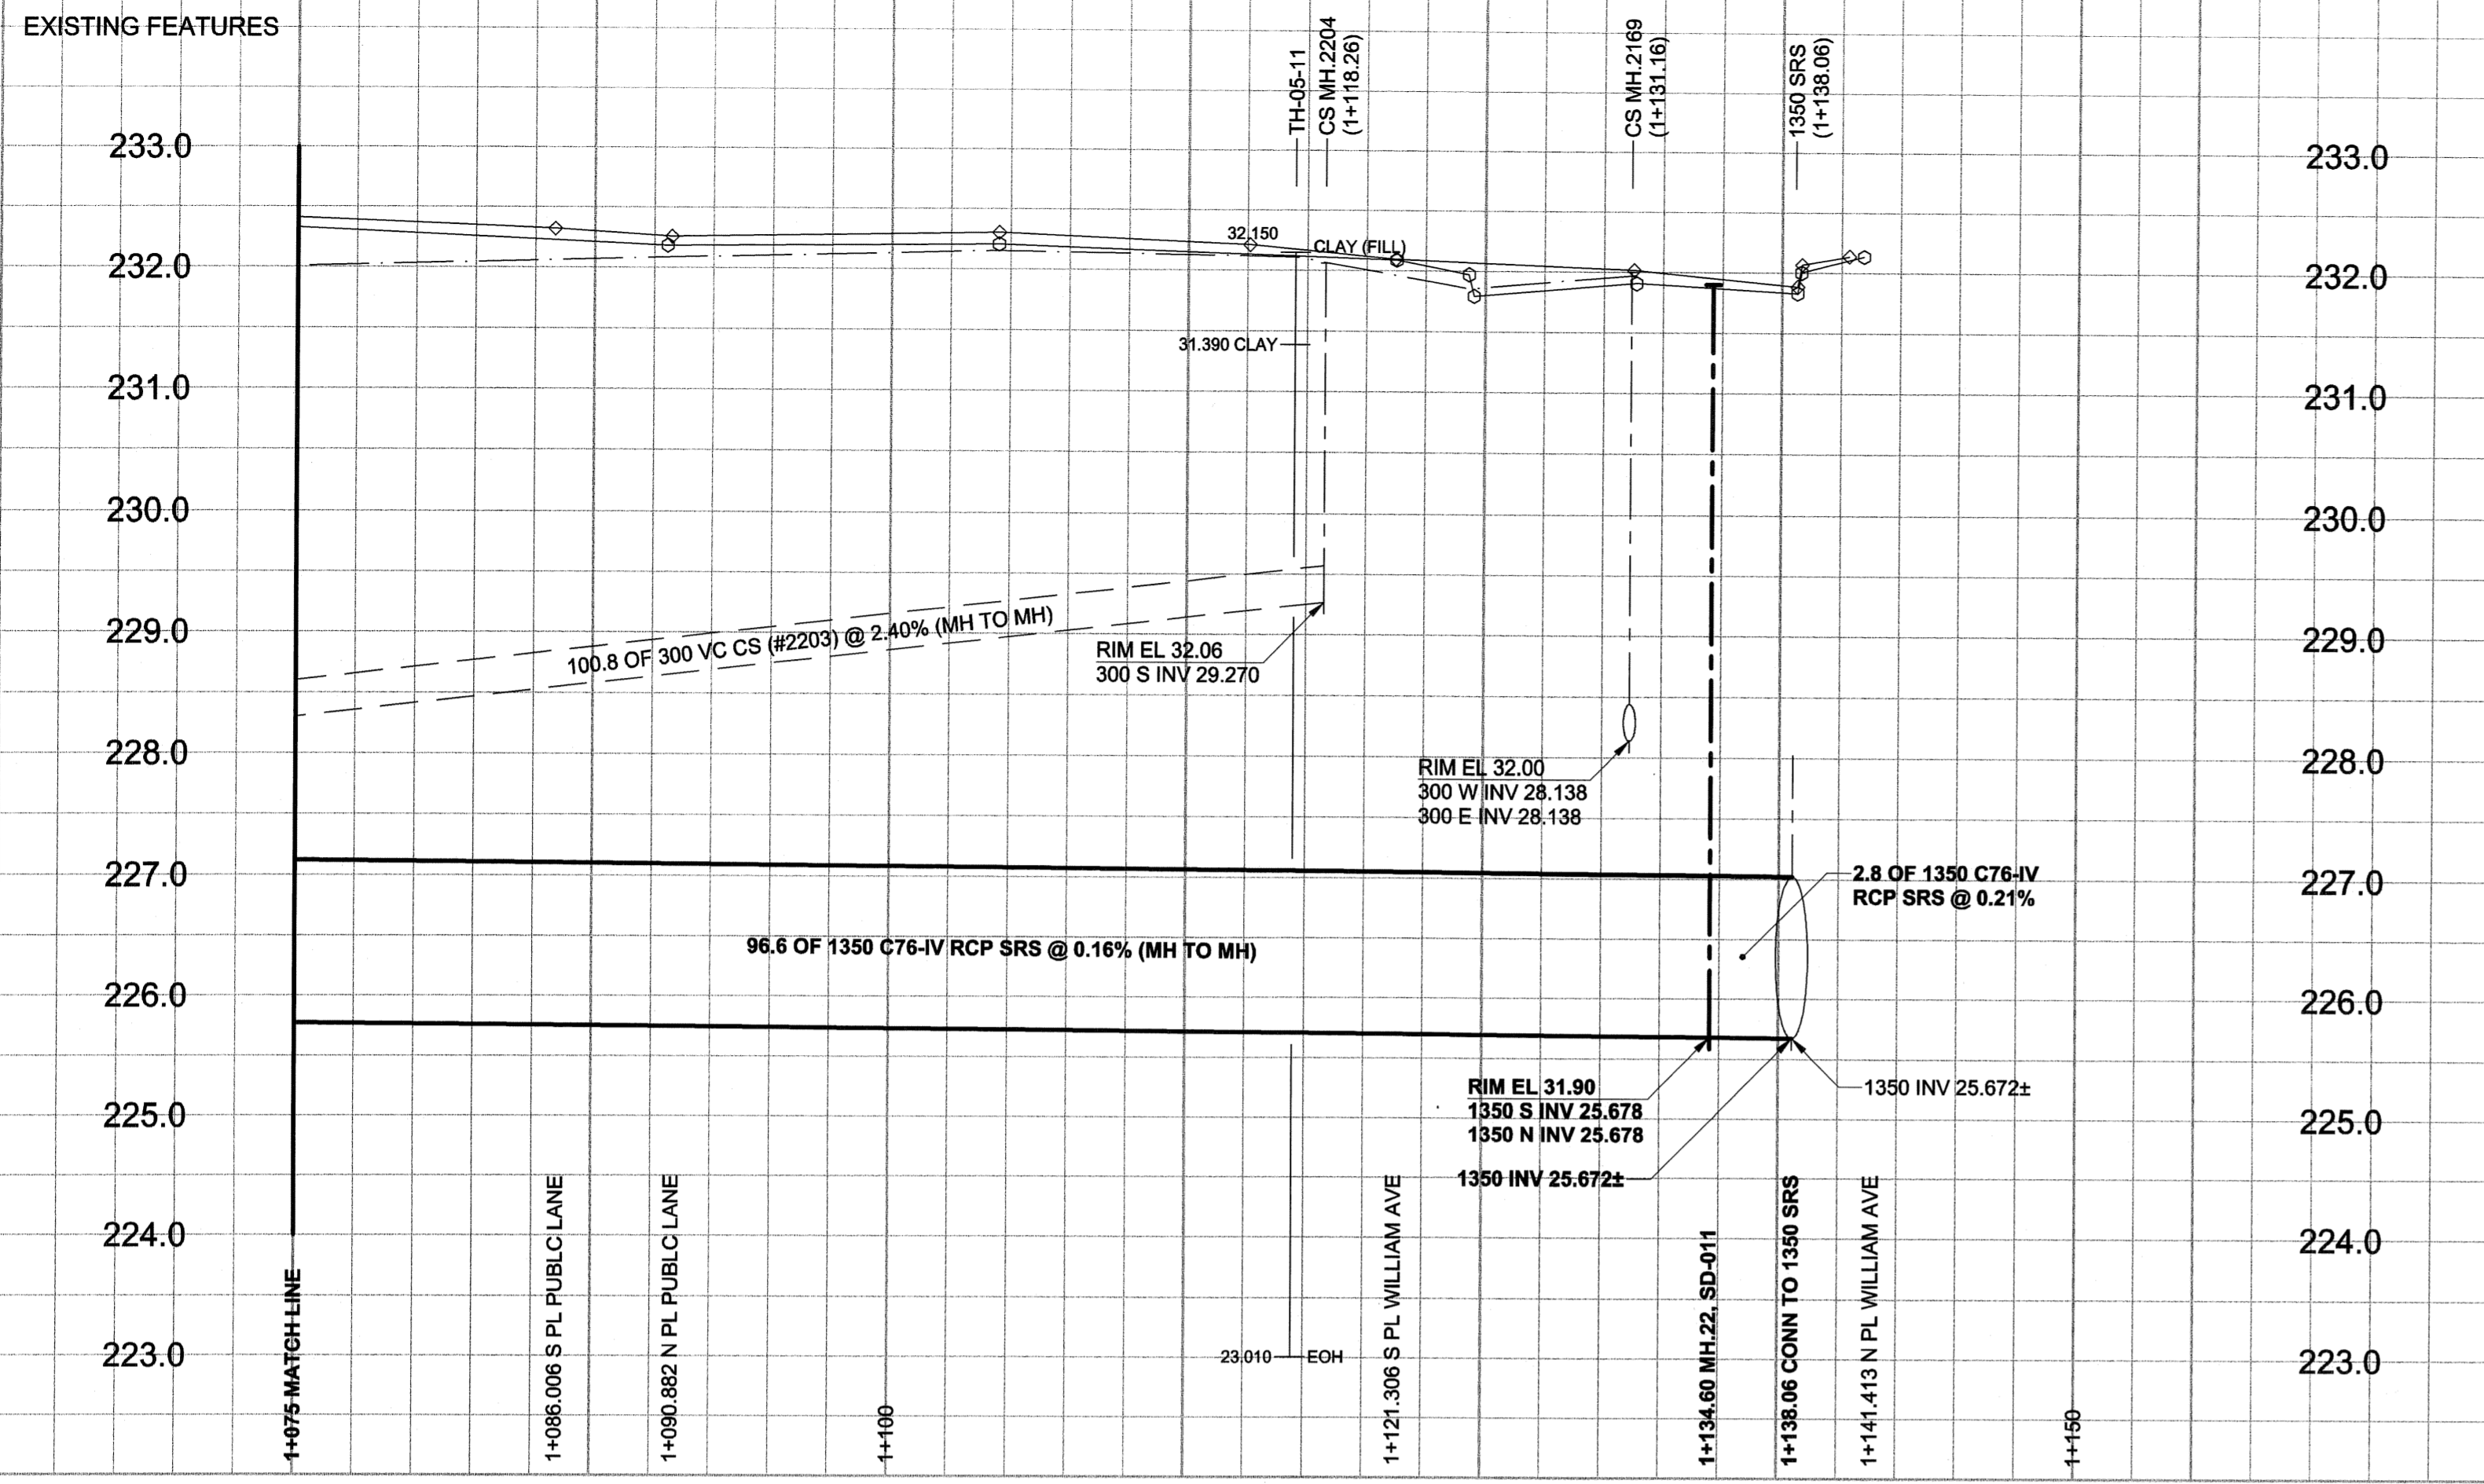 EXISTING FEATURES
TH-05-11
CS MH.2204
(1+118.26)
CS MH.2169
(1+131.16)
1350 SRS
(1+138.06)
233.0
233.0
32.150
CLAY (FILL)
232.0
232.0
31.390 CLAY
231.0
231.0
230.0
230.0
229.0
229.0
100.8 OF 300 VC CS (#2203) @ 2.40% (MH TO MH)
RIM EL 32.06
300 S INV 29.270
228.0
228.0
RIM EL 32.00
300 W INV 28.138
300 E INV 28.138
227.0
227.0
2.8 OF 1350 C76-IV
RCP SRS @ 0.21%
96.6 OF 1350 C76-IV RCP SRS @ 0.16% (MH TO MH)
226.0
226.0
RIM EL 31.90
1350 S INV 25.678
1350 N INV 25.678
1350 INV 25.672±
1350 INV 25.672±
225.0
225.0
224.0
224.0
223.0
223.0
23.010
EOH
1+075 MATCH LINE
1+086.006 S PL PUBLC LANE
1+090.882 N PL PUBLC LANE
1+100
1+121.306 S PL WILLIAM AVE
1+134.60 MH.22, SD-011
1+138.06 CONN TO 1350 SRS
1+141.413 N PL WILLIAM AVE
1+150